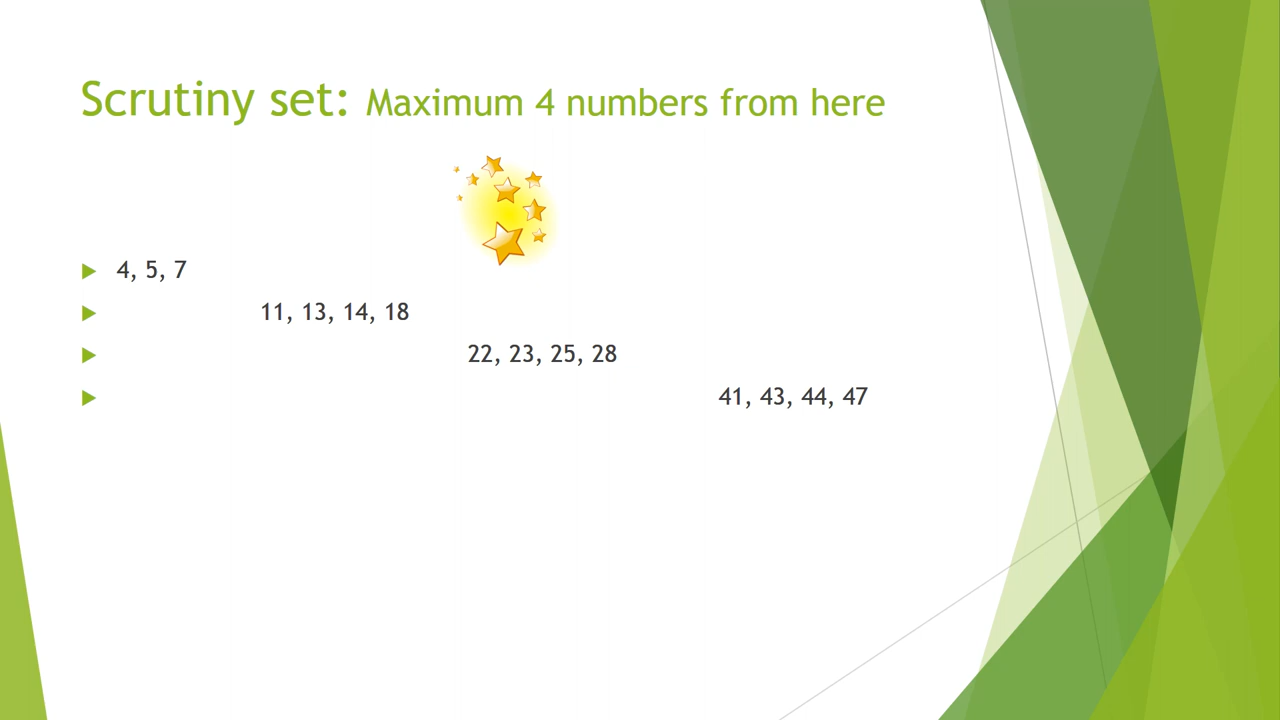 Scrutiny set: Maximum 4 numbers from here
4, 5, 7
11, 13, 14, 18
22, 23, 25, 28
41, 43, 44, 47